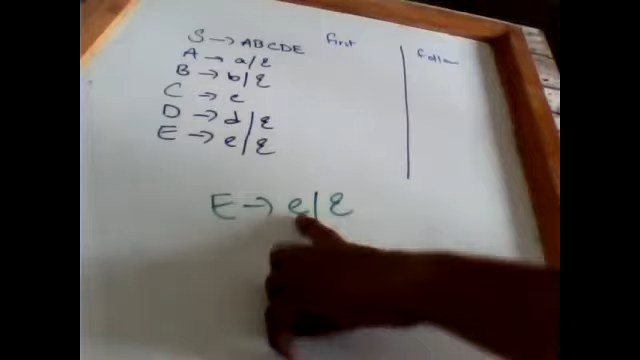 S → ABCDE First Follow
A → a/ε
B → b/ε
C → c
D → d/ε
E → e/ε
E → e/ε